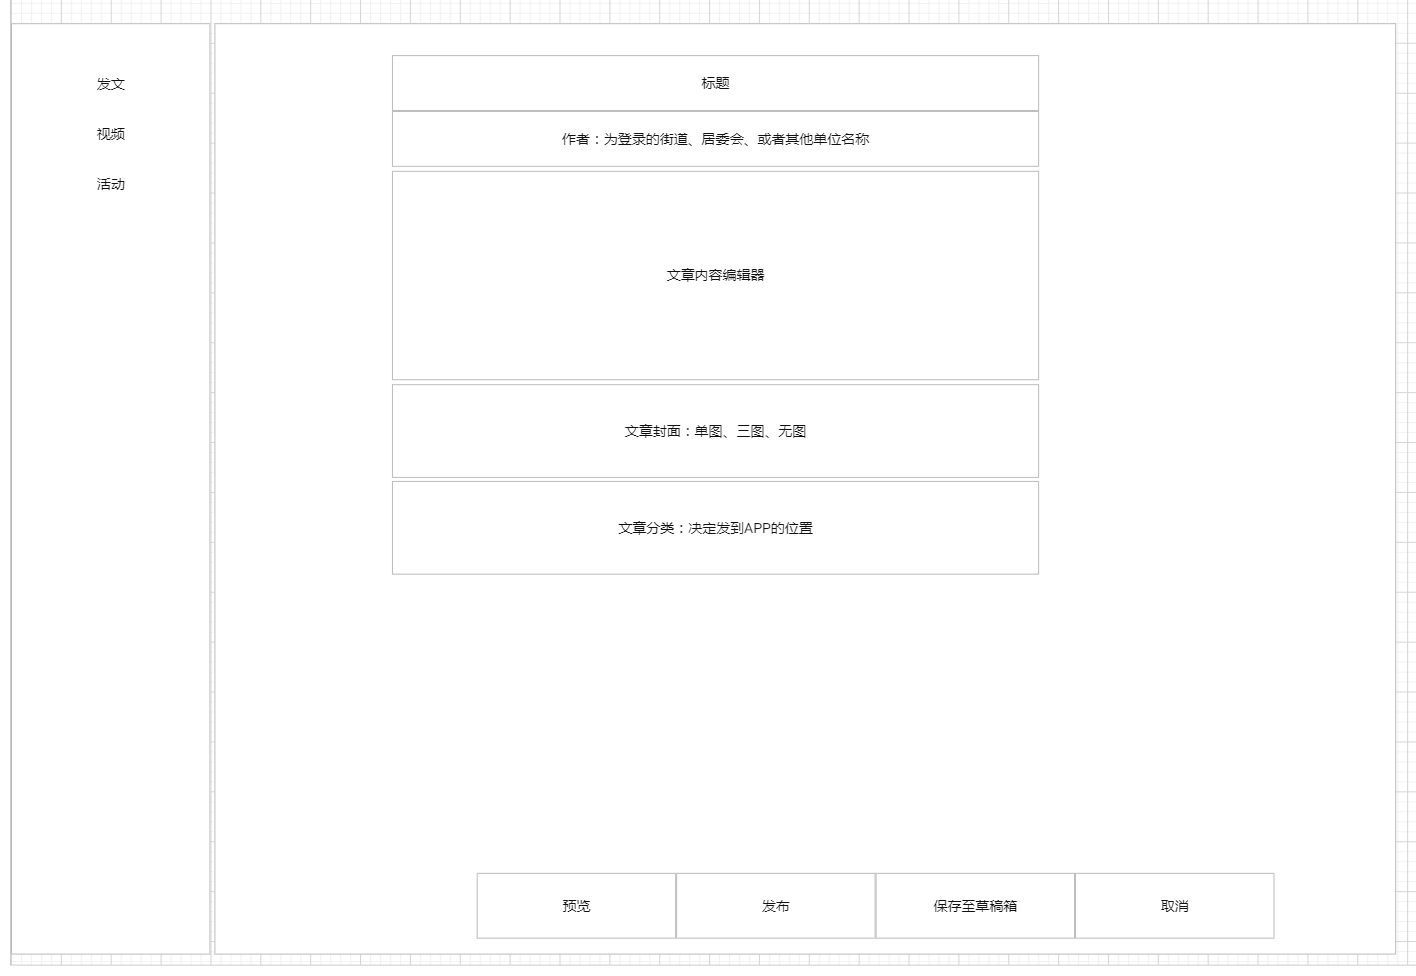 发文
视频
活动
标题
作者：为登录的街道、居委会、或者其他单位名称
文章内容编辑器
文章封面：单图、三图、无图
文章分类：决定发到APP的位置
预览
发布
保存至草稿箱
取消